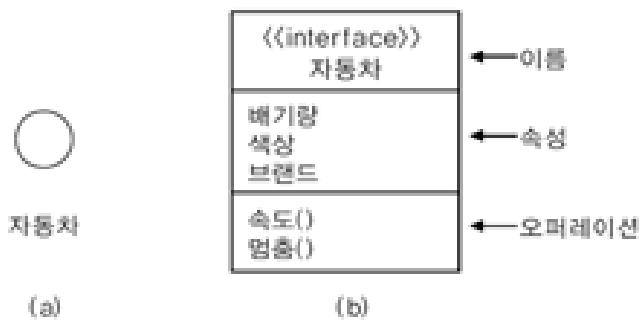 자동차
(a)
<<interface>>
자동차
배기량
색상
브랜드
속도()
멈춤()
이름
속성
오퍼레이션
(b)